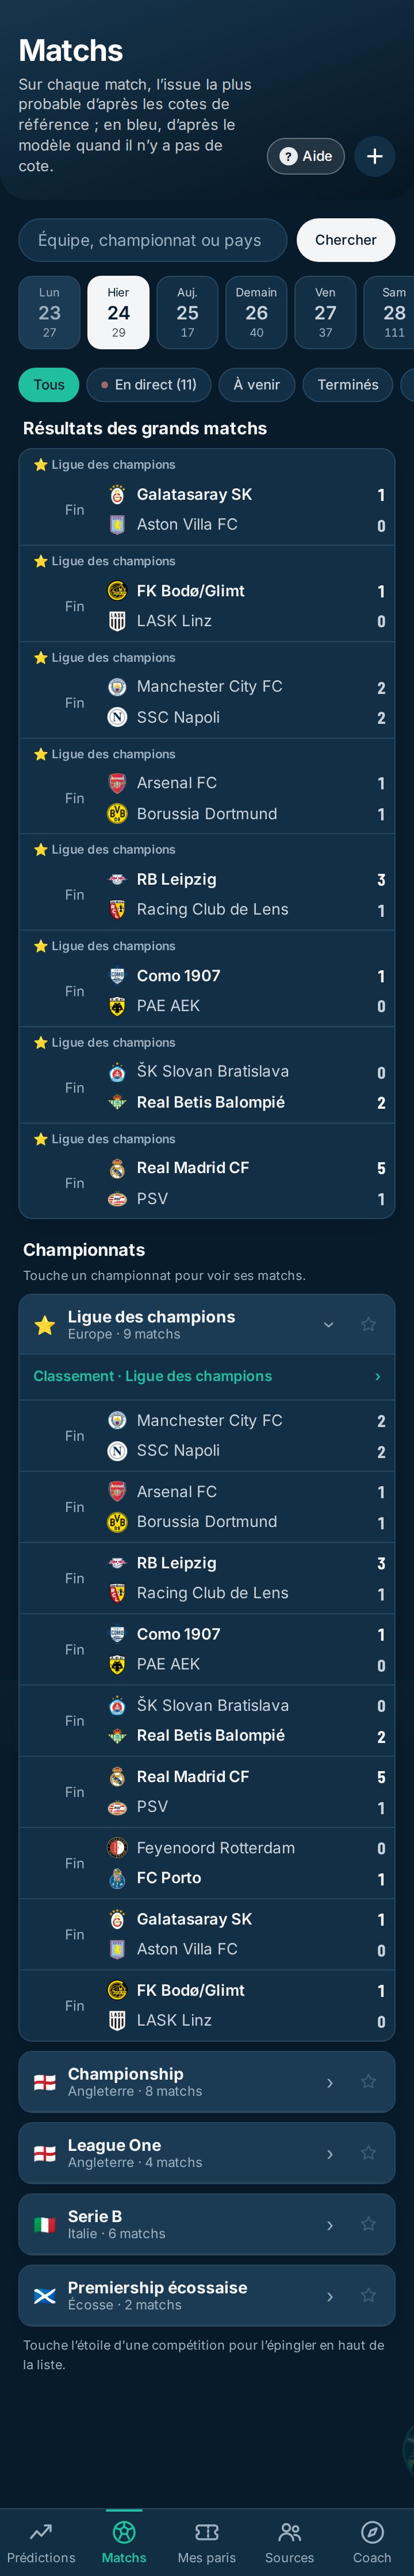 Matchs
Sur chaque match, l’issue la plus
probable d’après les cotes de
référence ; en bleu, d’après le
modèle quand il n’y a pas de
cote.
? Aide
+
Équipe, championnat ou pays
Chercher
Lun
23
27
Hier
24
29
Auj.
25
17
Demain
26
40
Ven
27
37
Sam
28
111
Tous
En direct (11)
À venir
Terminés
Résultats des grands matchs
Ligue des champions
Fin
Galatasaray SK 1
Aston Villa FC 0
Ligue des champions
Fin
FK Bodø/Glimt 1
LASK Linz 0
Ligue des champions
Fin
Manchester City FC 2
SSC Napoli 2
Ligue des champions
Fin
Arsenal FC 1
Borussia Dortmund 1
Ligue des champions
Fin
RB Leipzig 3
Racing Club de Lens 1
Ligue des champions
Fin
Como 1907 1
PAE AEK 0
Ligue des champions
Fin
ŠK Slovan Bratislava 0
Real Betis Balompié 2
Ligue des champions
Fin
Real Madrid CF 5
PSV 1
Championnats
Touche un championnat pour voir ses matchs.
Ligue des champions
Europe · 9 matchs
Classement · Ligue des champions ›
Fin
Manchester City FC 2
SSC Napoli 2
Fin
Arsenal FC 1
Borussia Dortmund 1
Fin
RB Leipzig 3
Racing Club de Lens 1
Fin
Como 1907 1
PAE AEK 0
Fin
ŠK Slovan Bratislava 0
Real Betis Balompié 2
Fin
Real Madrid CF 5
PSV 1
Fin
Feyenoord Rotterdam 0
FC Porto 1
Fin
Galatasaray SK 1
Aston Villa FC 0
Fin
FK Bodø/Glimt 1
LASK Linz 0
Championship
Angleterre · 8 matchs
League One
Angleterre · 4 matchs
Serie B
Italie · 6 matchs
Premiership écossaise
Écosse · 2 matchs
Touche l’étoile d’une compétition pour l’épingler en haut de
la liste.
Prédictions
Matchs
Mes paris
Sources
Coach